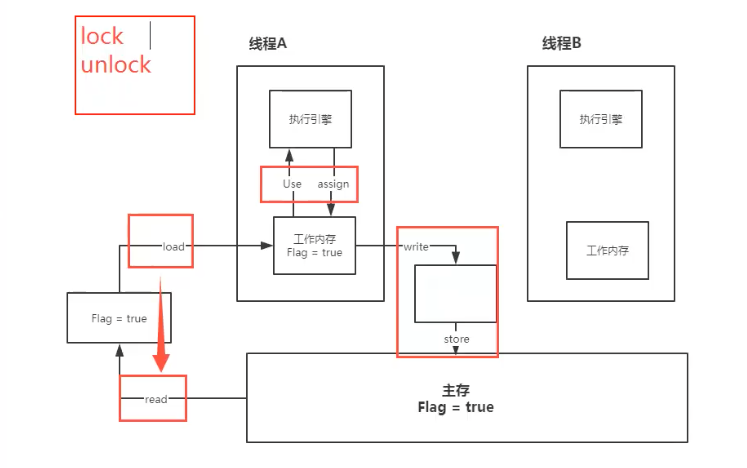 lock
unlock
线程A
线程B
执行引擎
执行引擎
Use
assign
load
工作内存
Flag = true
write
工作内存
Flag = true
store
read
主存
Flag = true